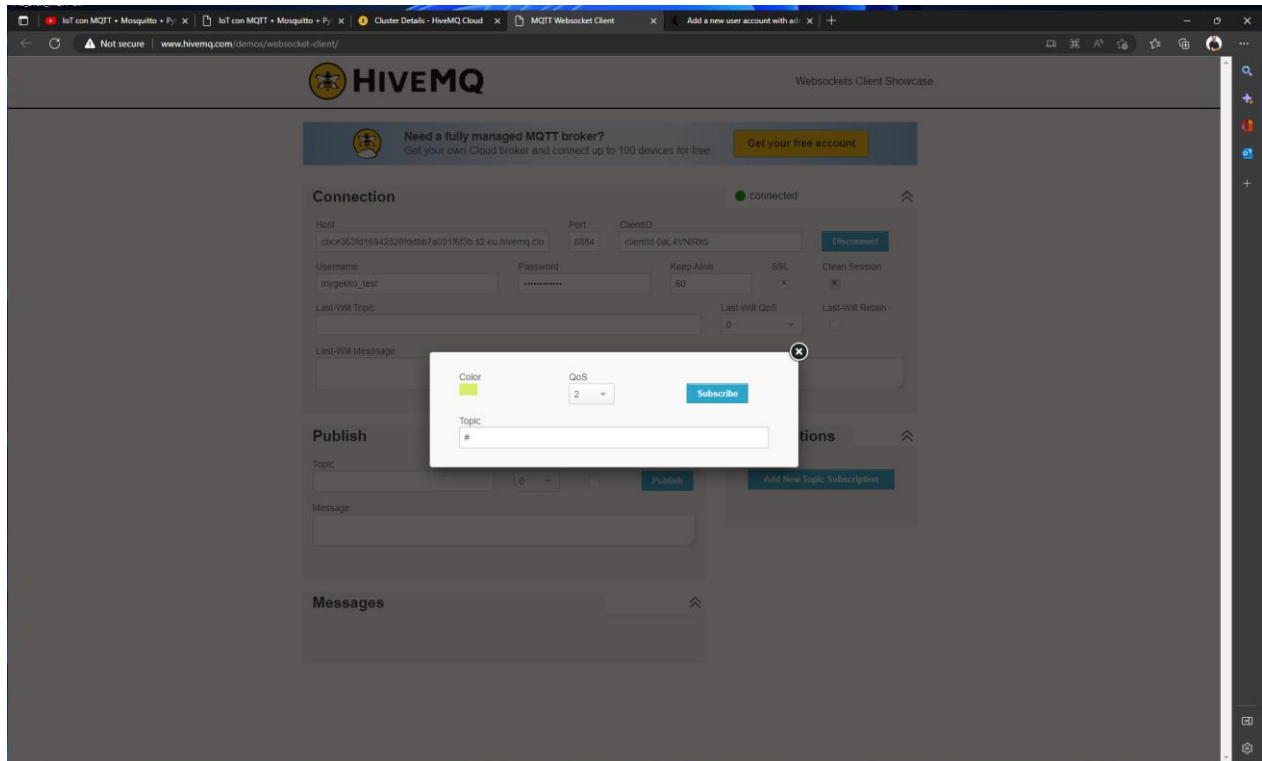 IoT con MQTT + Mosquitto + Py
IoT con MQTT + Mosquitto + Py
Cluster Details - HiveMQ Cloud
MQTT Websocket Client
Add a new user account with adm
Not secure | www.hivemq.com/demos/websocket-client/
HIVEMQ
Websockets Client Showcase
Need a fully managed MQTT broker?
Get your own Cloud broker and connect up to 100 devices for free.
Get your free account
Connection
connected
Host
Port
ClientID
8884
Disconnect
Username
Password
Keep Alive
SSL
Clean Session
mygekko_test
••••••••••••
60
x
x
Last-Will Topic
Last-Will QoS
Last-Will Retain
0
Last-Will Messsage
Color
QoS
2
Subscribe
Topic
#
Publish
tions
Topic
0
Publish
Add New Topic Subscription
Message
Messages